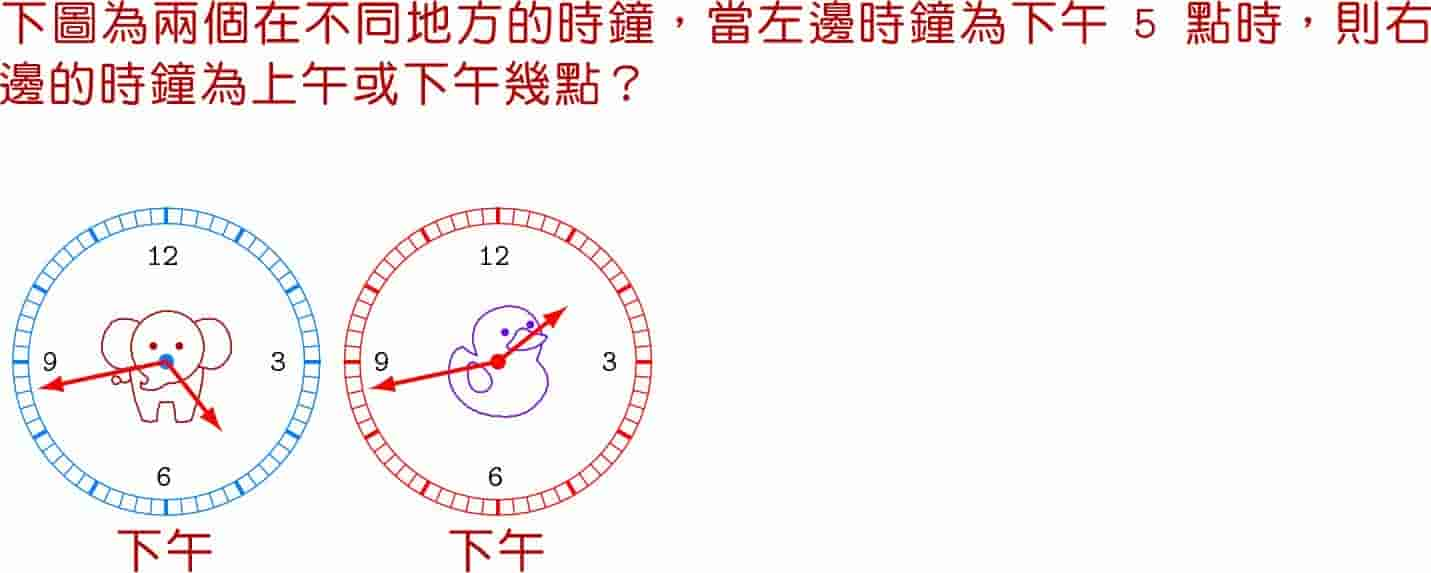 下圖為兩個在不同地方的時鐘，當左邊時鐘為下午 5 點時，則右
邊的時鐘為上午或下午幾點？
12 12
9 3 9 3
6 6
下午 下午